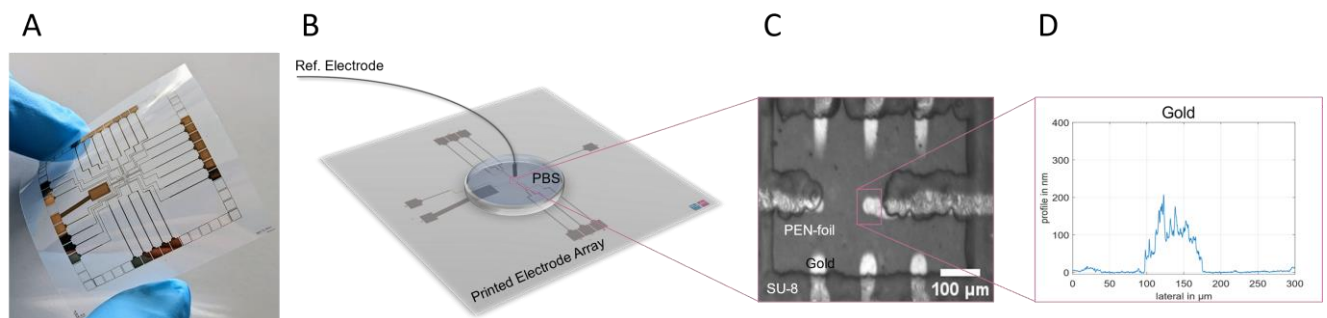 A
B
C
D
Ref. Electrode
PBS
Printed Electrode Array
PEN-foil
Gold
SU-8
100 µm
Gold
profile in nm
400
300
200
100
0
0
50
100
150
200
250
300
lateral in µm